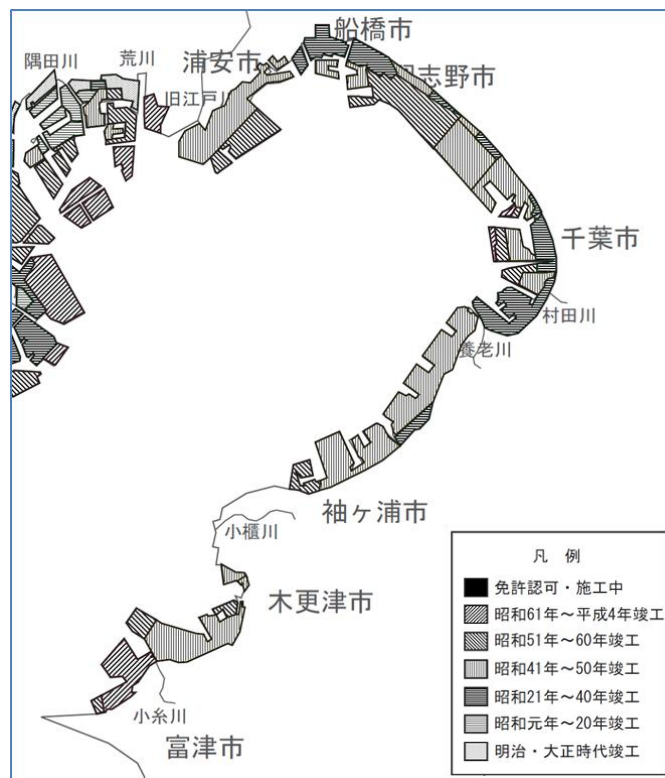 船橋市
隅田川
荒川
浦安市
志野市
旧江戸川
千葉市
村田川
養老川
袖ヶ浦市
小櫃川
木更津市
小糸川
富津市
凡 例
免許認可・施工中
昭和61年～平成4年竣工
昭和51年～60年竣工
昭和41年～50年竣工
昭和21年～40年竣工
昭和元年～20年竣工
明治・大正時代竣工